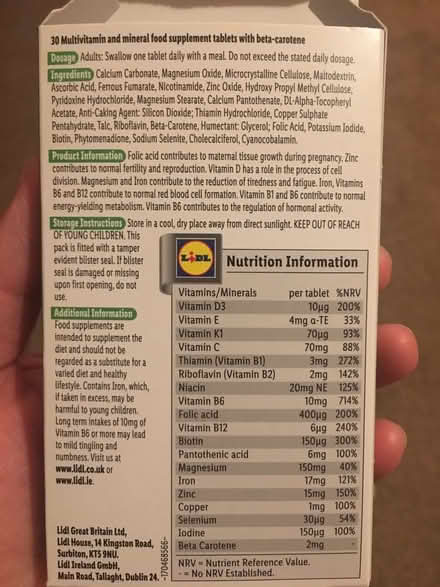 30 Multivitamin and mineral food supplement tablets with beta-carotene
Dosage Adults: Swallow one tablet daily with a meal. Do not exceed the stated daily dosage.
Ingredients Calcium Carbonate, Magnesium Oxide, Microcrystalline Cellulose, Maltodextrin,
Ascorbic Acid, Ferrous Fumarate, Nicotinamide, Zinc Oxide, Hydroxy Propyl Methyl Cellulose,
Pyridoxine Hydrochloride, Magnesium Stearate, Calcium Pantothenate, DL-Alpha-Tocopheryl
Acetate, Anti-Caking Agent: Silicon Dioxide; Thiamin Hydrochloride, Copper Sulphate
Pentahydrate, Talc, Riboflavin, Beta-Carotene, Humectant: Glycerol; Folic Acid, Potassium Iodide,
Biotin, Phytomenadione, Sodium Selenite, Cholecalciferol, Cyanocobalamin.
Product Information Folic acid contributes to maternal tissue growth during pregnancy. Zinc
contributes to normal fertility and reproduction. Vitamin D has a role in the process of cell
division. Magnesium and Iron contribute to the reduction of tiredness and fatigue. Iron, Vitamins
B6 and B12 contribute to normal red blood cell formation. Vitamin B1 and B6 contribute to normal
energy-yielding metabolism. Vitamin B6 contributes to the regulation of hormonal activity.
Storage Instructions Store in a cool, dry place away from direct sunlight. KEEP OUT OF REACH
OF YOUNG CHILDREN. This
pack is fitted with a tamper
evident blister seal. If blister
seal is damaged or missing
upon first opening, do not
use.
Additional Information
Food supplements are
intended to supplement the
diet and should not be
regarded as a substitute for a
varied diet and healthy
lifestyle. Contains Iron, which,
if taken in excess, may be
harmful to young children.
Long term intakes of 10mg of
Vitamin B6 or more may lead
to mild tingling and
numbness. Visit us at
www.lidl.co.uk or
www.lidl.ie.
Lidl Great Britain Ltd,
Lidl House, 14 Kingston Road,
Surbiton, KT5 9NU.
Lidl Ireland GmbH,
Main Road, Tallaght, Dublin 24.
-170468566-
LIDL
Nutrition Information
Vitamins/Minerals per tablet %NRV
Vitamin D3 10µg 200%
Vitamin E 4mg α-TE 33%
Vitamin K1 70µg 93%
Vitamin C 70mg 88%
Thiamin (Vitamin B1) 3mg 272%
Riboflavin (Vitamin B2) 2mg 142%
Niacin 20mg NE 125%
Vitamin B6 10mg 714%
Folic acid 400µg 200%
Vitamin B12 6µg 240%
Biotin 150µg 300%
Pantothenic acid 6mg 100%
Magnesium 150mg 40%
Iron 17mg 121%
Zinc 15mg 150%
Copper 1mg 100%
Selenium 30µg 54%
Iodine 150µg 100%
Beta Carotene 2mg -
NRV = Nutrient Reference Value.
- = No NRV Established.